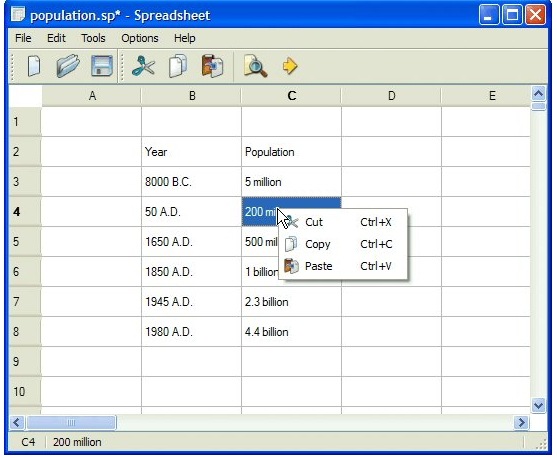 population.sp* - Spreadsheet
File Edit Tools Options Help
A B C D E
1
2 Year Population
3 8000 B.C. 5 million
4 50 A.D. 200 mi
Cut Ctrl+X
5 1650 A.D. 500 mil
Copy Ctrl+C
6 1850 A.D. 1 billion
Paste Ctrl+V
7 1945 A.D. 2.3 billion
8 1980 A.D. 4.4 billion
9
10
C4 200 million